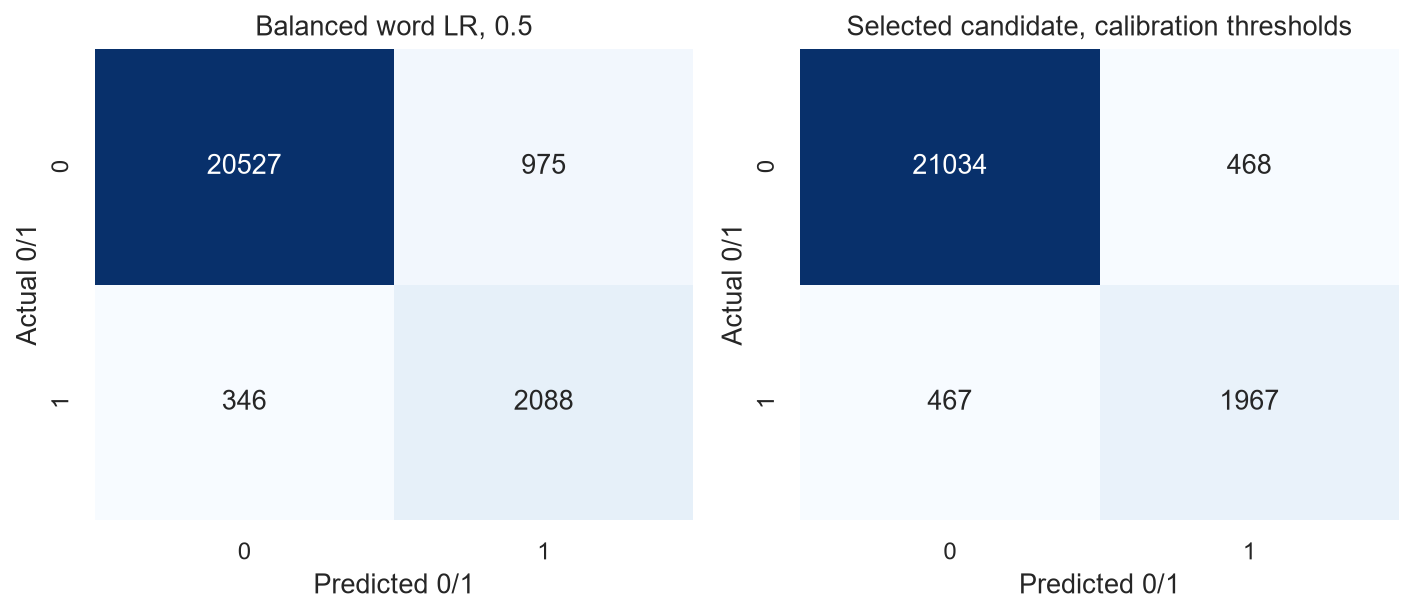 Balanced word LR, 0.5
Actual 0/1
0
20527
975
1
346
2088
0
1
Predicted 0/1
Selected candidate, calibration thresholds
Actual 0/1
0
21034
468
1
467
1967
0
1
Predicted 0/1